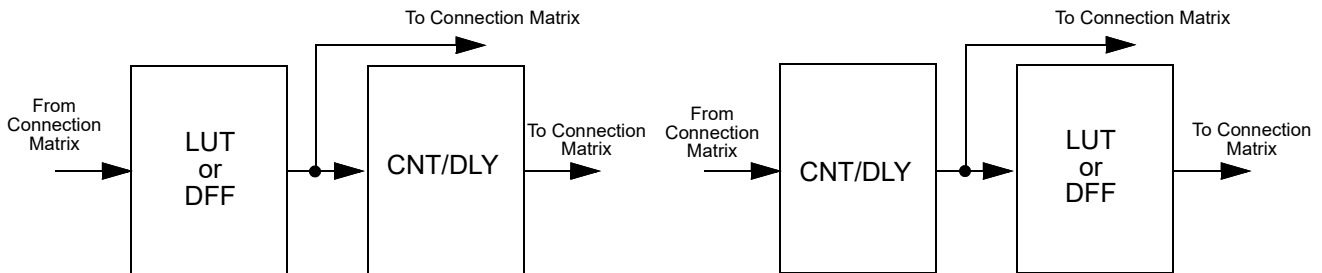 To Connection Matrix
From
Connection
Matrix
LUT
or
DFF
CNT/DLY
To Connection
Matrix
To Connection Matrix
From
Connection
Matrix
CNT/DLY
LUT
or
DFF
To Connection
Matrix